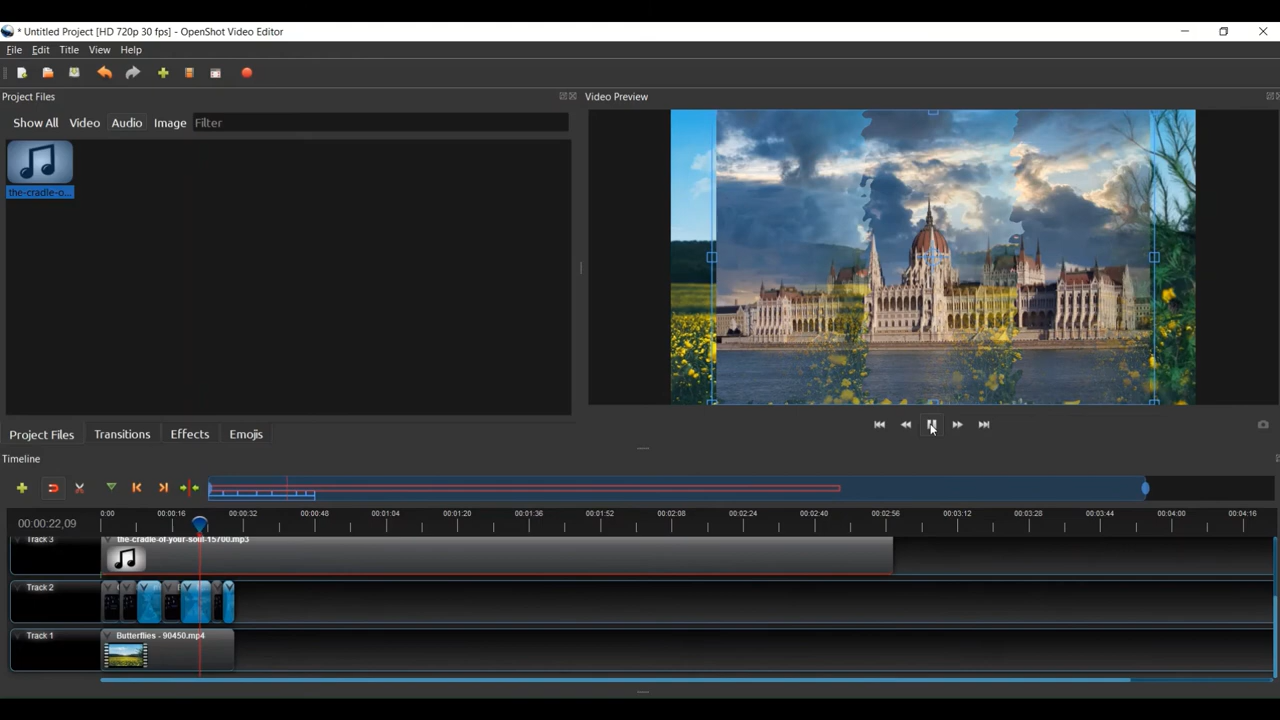 * Untitled Project [HD 720p 30 fps] - OpenShot Video Editor
File Edit Title View Help
Project Files
Video Preview
Show All Video Audio Image Filter
the-cradle-o...
Project Files Transitions Effects Emojis
Timeline
00:00:22,09
0:00 00:00:16 00:00:32 00:00:48 00:01:04 00:01:20 00:01:36 00:01:52 00:02:08 00:02:24 00:02:40 00:02:56 00:03:12 00:03:28 00:03:44 00:04:00 00:04:16
Track 3 the-cradle-of-your-soul-15700.mp3
Track 2
Track 1 Butterflies - 90450.mp4